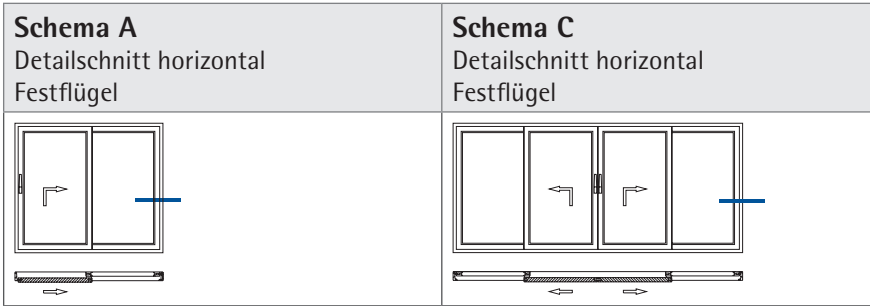 Schema A
Detailschnitt horizontal
Festflügel
Schema C
Detailschnitt horizontal
Festflügel